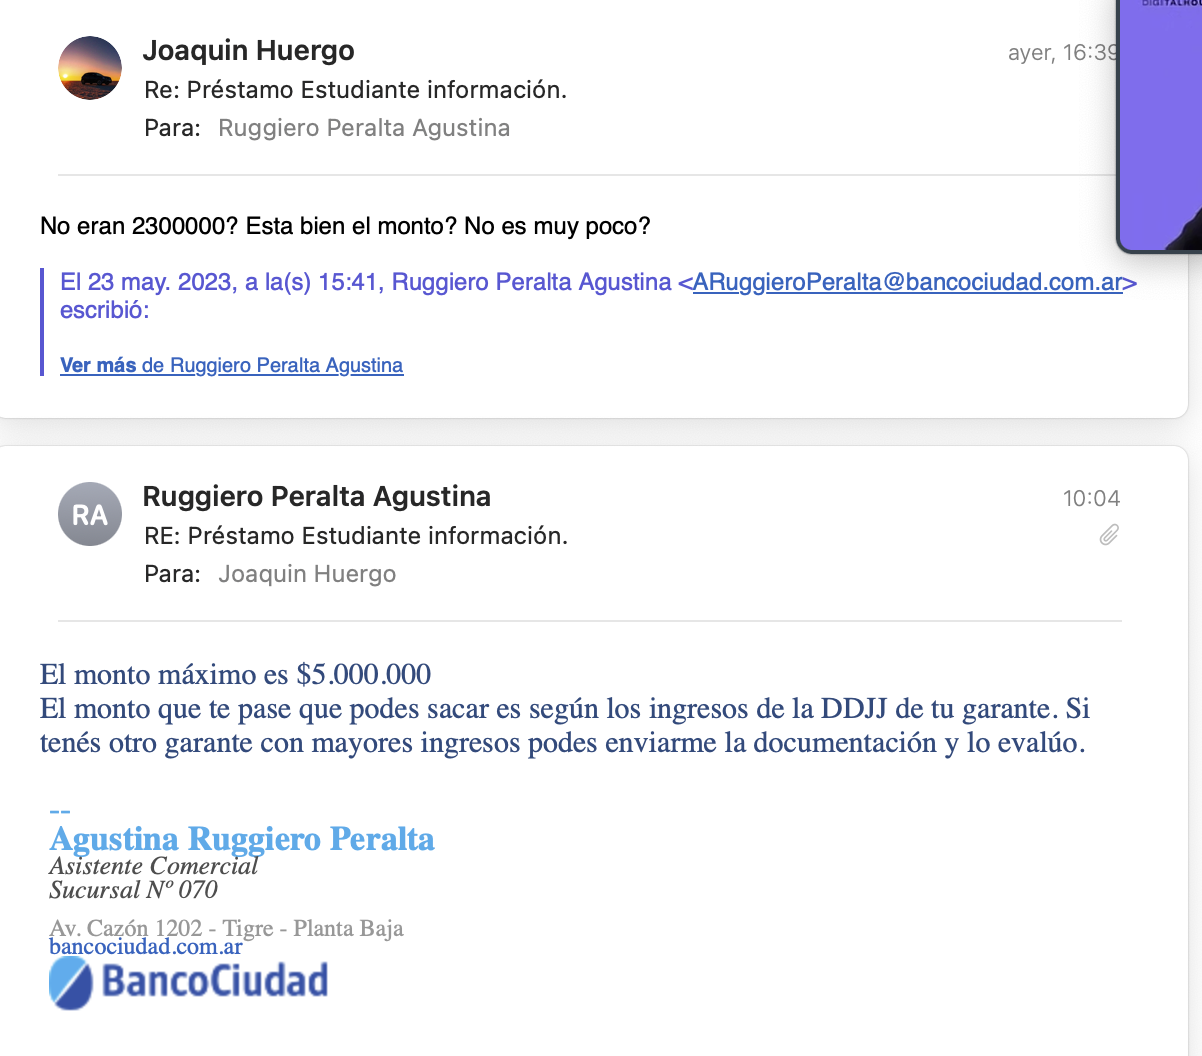 DIGITALHOU
Joaquin Huergo
ayer, 16:39
Re: Préstamo Estudiante información.
Para: Ruggiero Peralta Agustina
No eran 2300000? Esta bien el monto? No es muy poco?
El 23 may. 2023, a la(s) 15:41, Ruggiero Peralta Agustina <ARuggieroPeralta@bancociudad.com.ar>
escribió:
Ver más de Ruggiero Peralta Agustina
RA
Ruggiero Peralta Agustina
10:04
RE: Préstamo Estudiante información.
Para: Joaquin Huergo
El monto máximo es $5.000.000
El monto que te pase que podes sacar es según los ingresos de la DDJJ de tu garante. Si
tenés otro garante con mayores ingresos podes enviarme la documentación y lo evalúo.
--
Agustina Ruggiero Peralta
Asistente Comercial
Sucursal Nº 070
Av. Cazón 1202 - Tigre - Planta Baja
bancociudad.com.ar
BancoCiudad